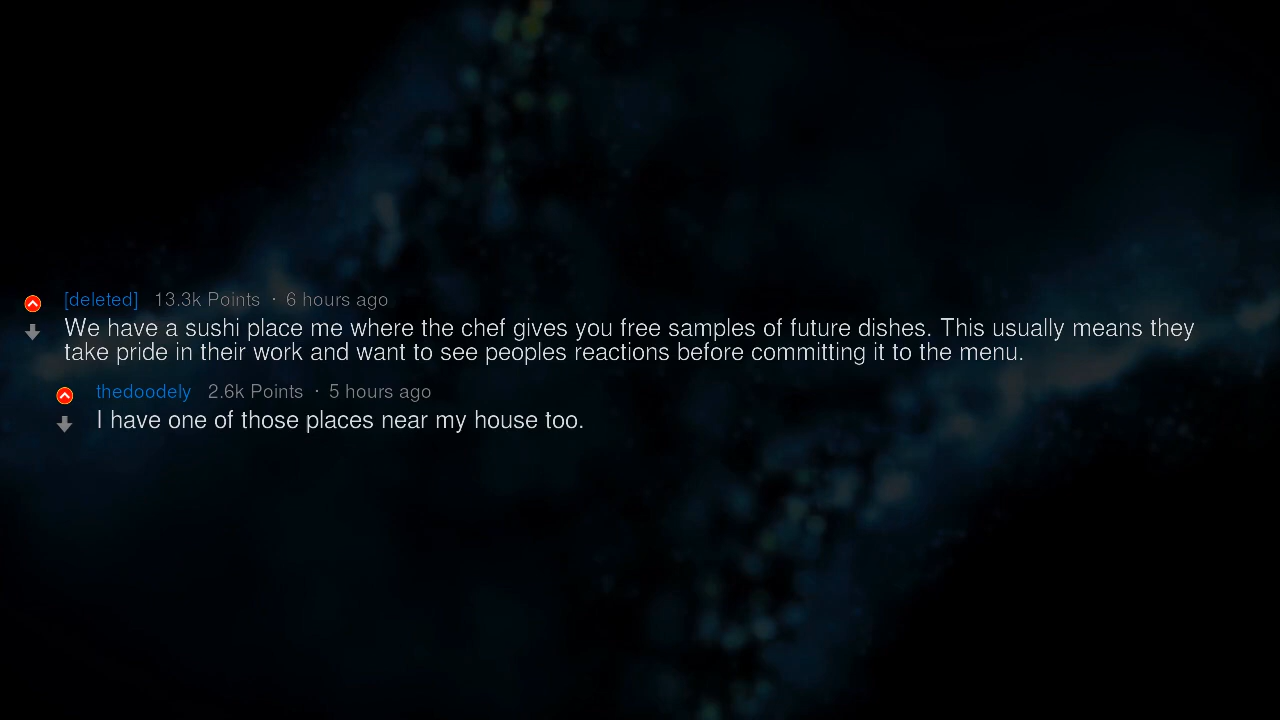 [deleted] 13.3k Points · 6 hours ago
We have a sushi place me where the chef gives you free samples of future dishes. This usually means they
take pride in their work and want to see peoples reactions before committing it to the menu.
thedoodely 2.6k Points · 5 hours ago
I have one of those places near my house too.